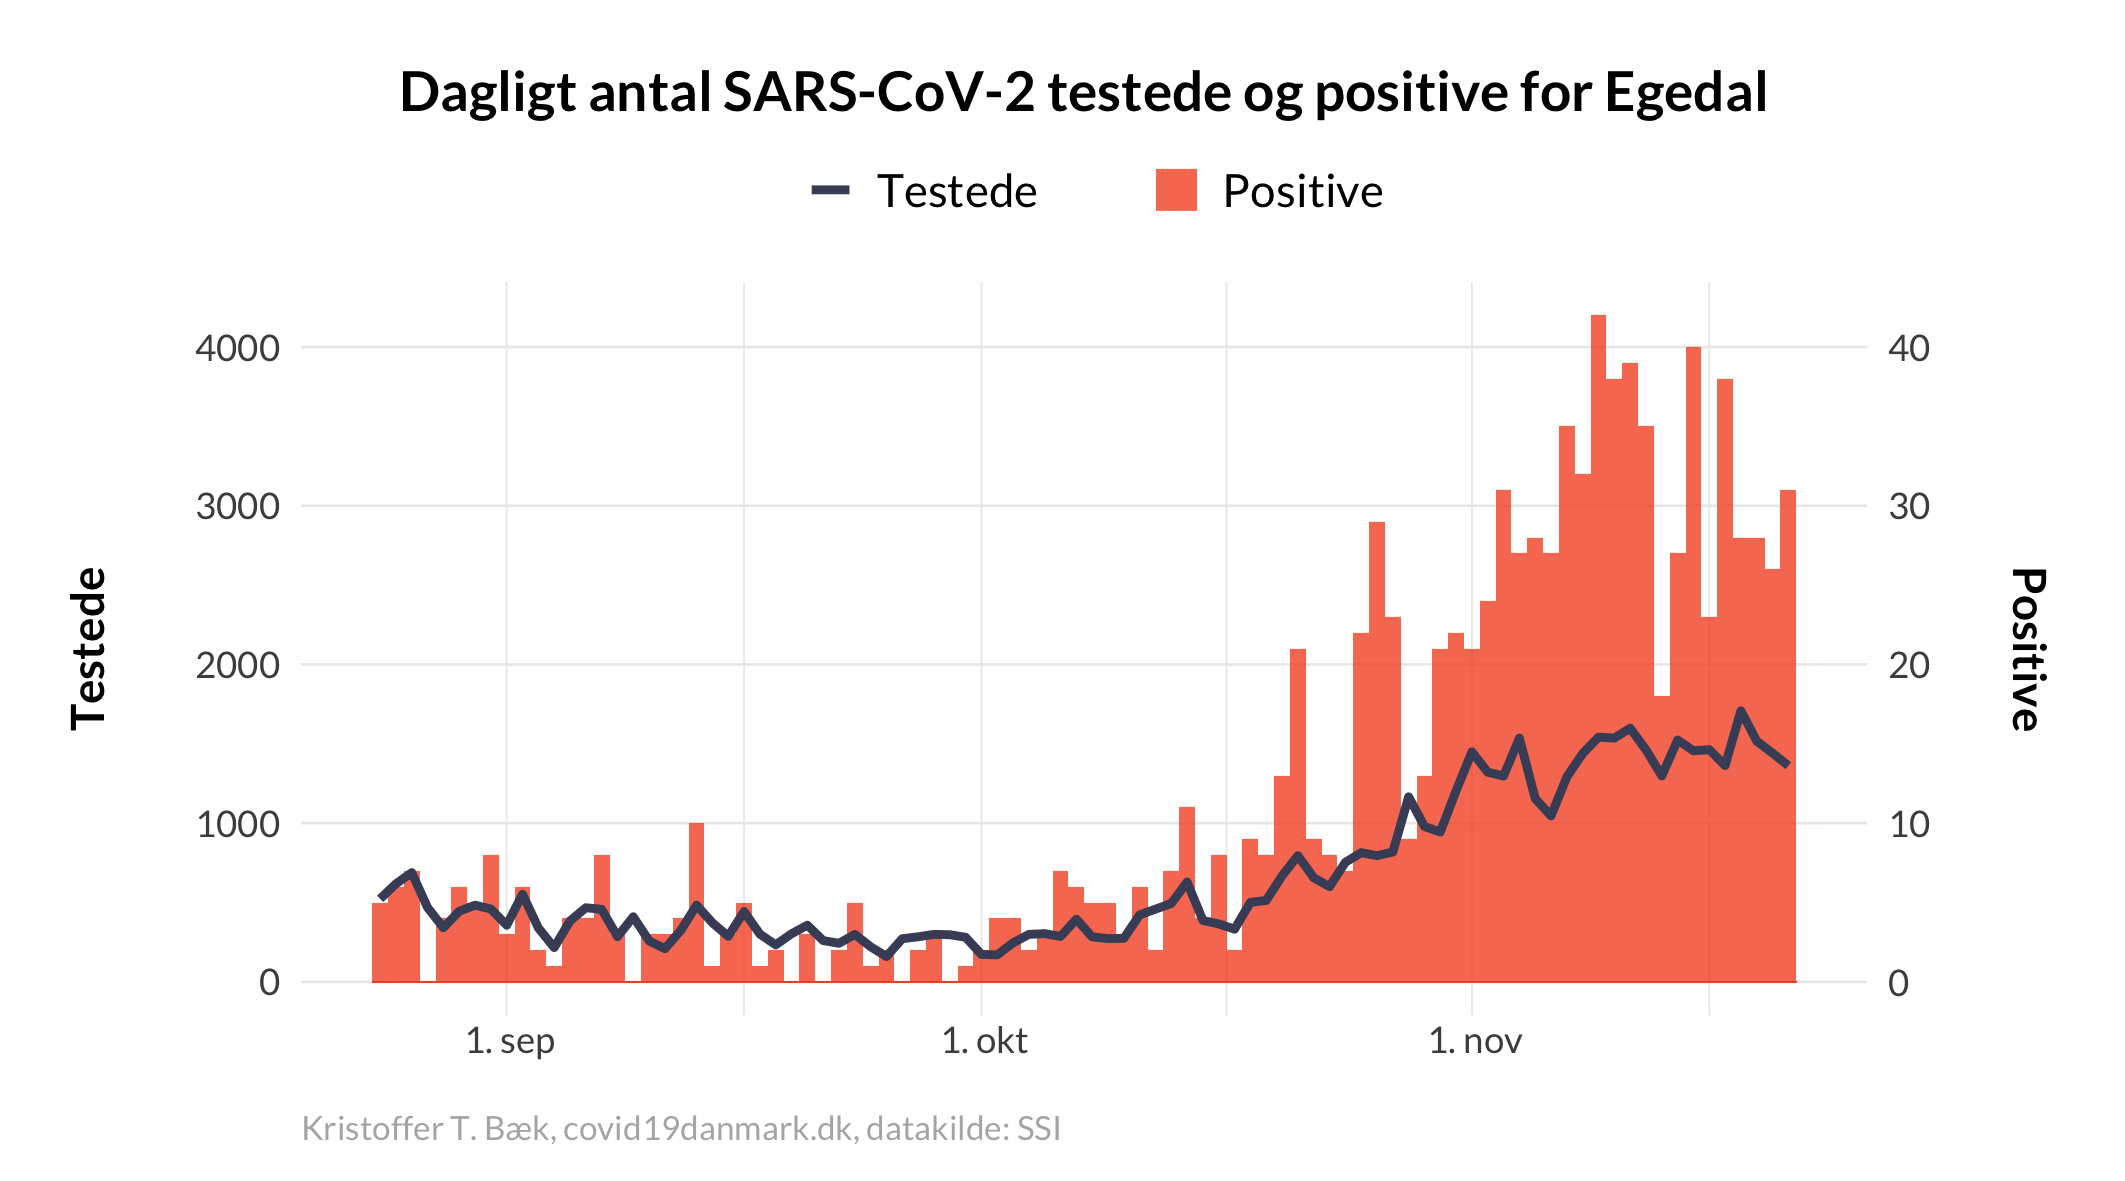 Dagligt antal SARS-CoV-2 testede og positive for Egedal
Testede
Positive
4000
3000
2000
1000
0
Testede
40
30
20
10
0
Positive
1. sep
1. okt
1. nov
Kristoffer T. Bæk, covid19danmark.dk, datakilde: SSI